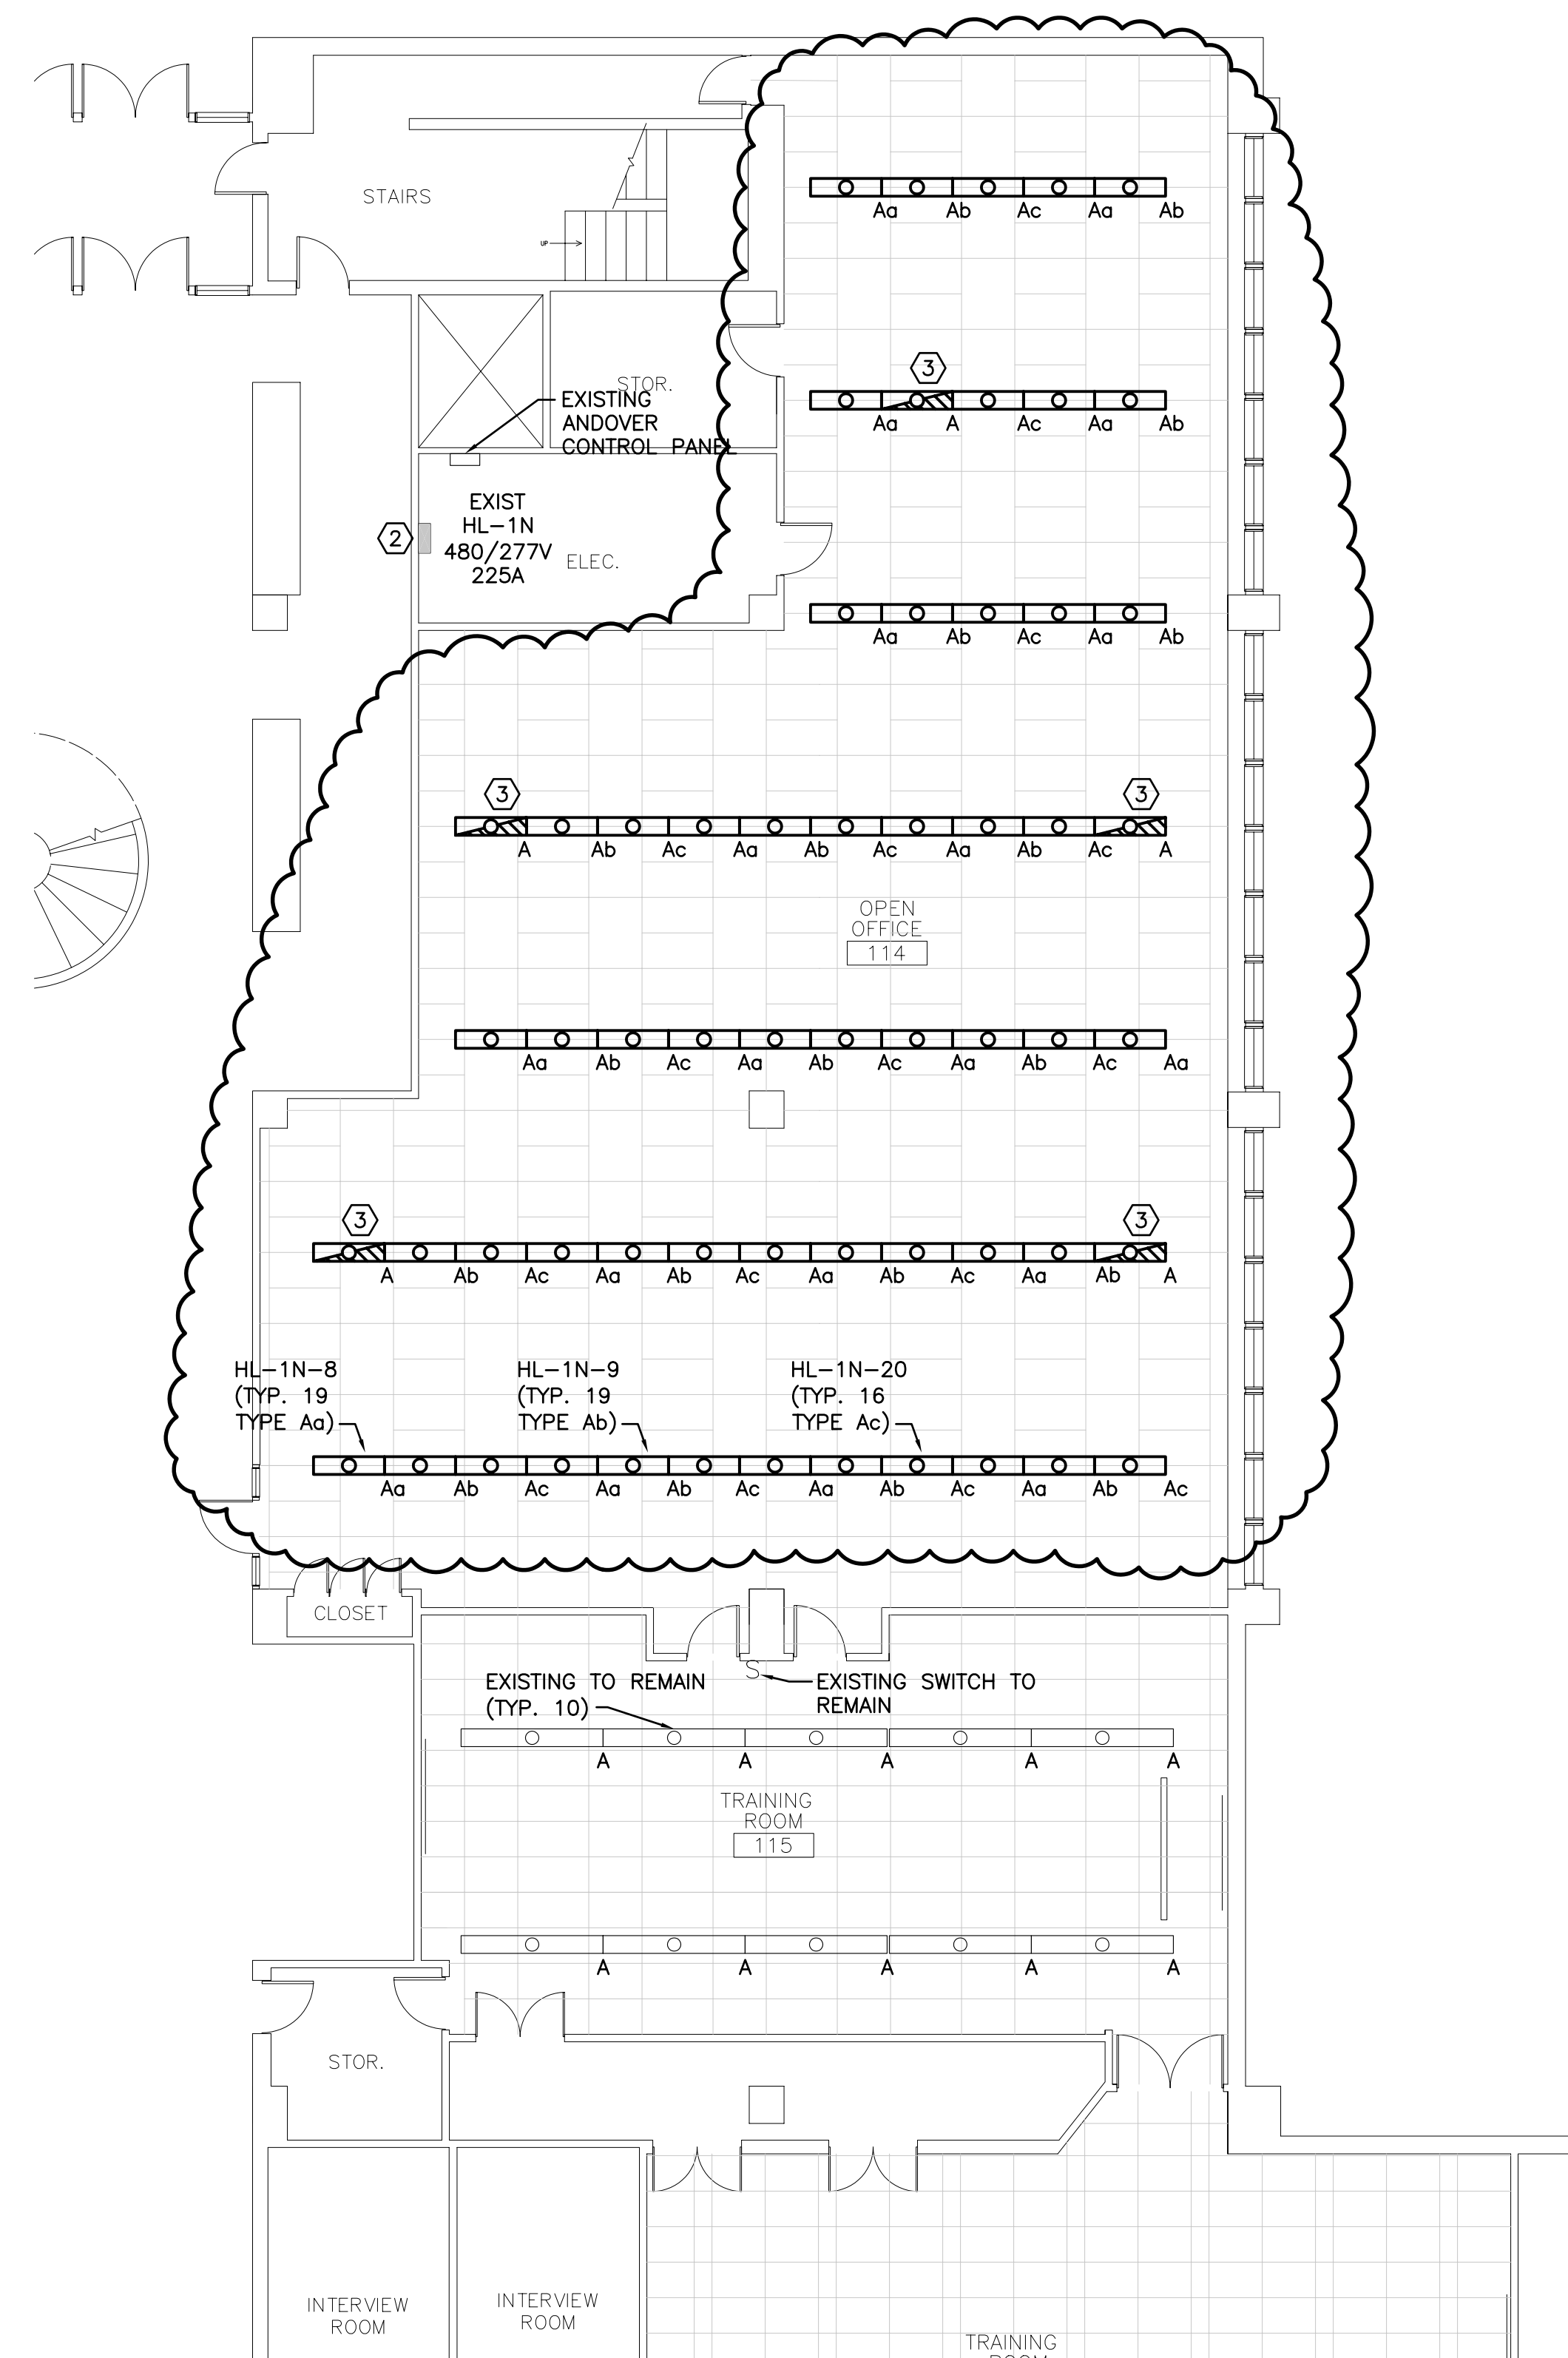 STAIRS
UP
Aa Ab Ac Aa Ab
3
STOR.
EXISTING
ANDOVER
CONTROL PANEL
Aa A Ac Aa Ab
EXIST
HL-1N
480/277V
225A
2
ELEC.
Aa Ab Ac Aa Ab
3 3
A Ab Ac Aa Ab Ac Aa Ab Ac A
OPEN
OFFICE
114
Aa Ab Ac Aa Ab Ac Aa Ab Ac Aa
3 3
A Ab Ac Aa Ab Ac Aa Ab Ac Aa Ab A
HL-1N-8
(TYP. 19
TYPE Aa)
HL-1N-9
(TYP. 19
TYPE Ab)
HL-1N-20
(TYP. 16
TYPE Ac)
Aa Ab Ac Aa Ab Ac Aa Ab Ac Aa Ab Ac
CLOSET
S
EXISTING TO REMAIN
(TYP. 10)
EXISTING SWITCH TO
REMAIN
A A A A A
TRAINING
ROOM
115
A A A A A
STOR.
INTERVIEW
ROOM
INTERVIEW
ROOM
TRAINING
ROOM